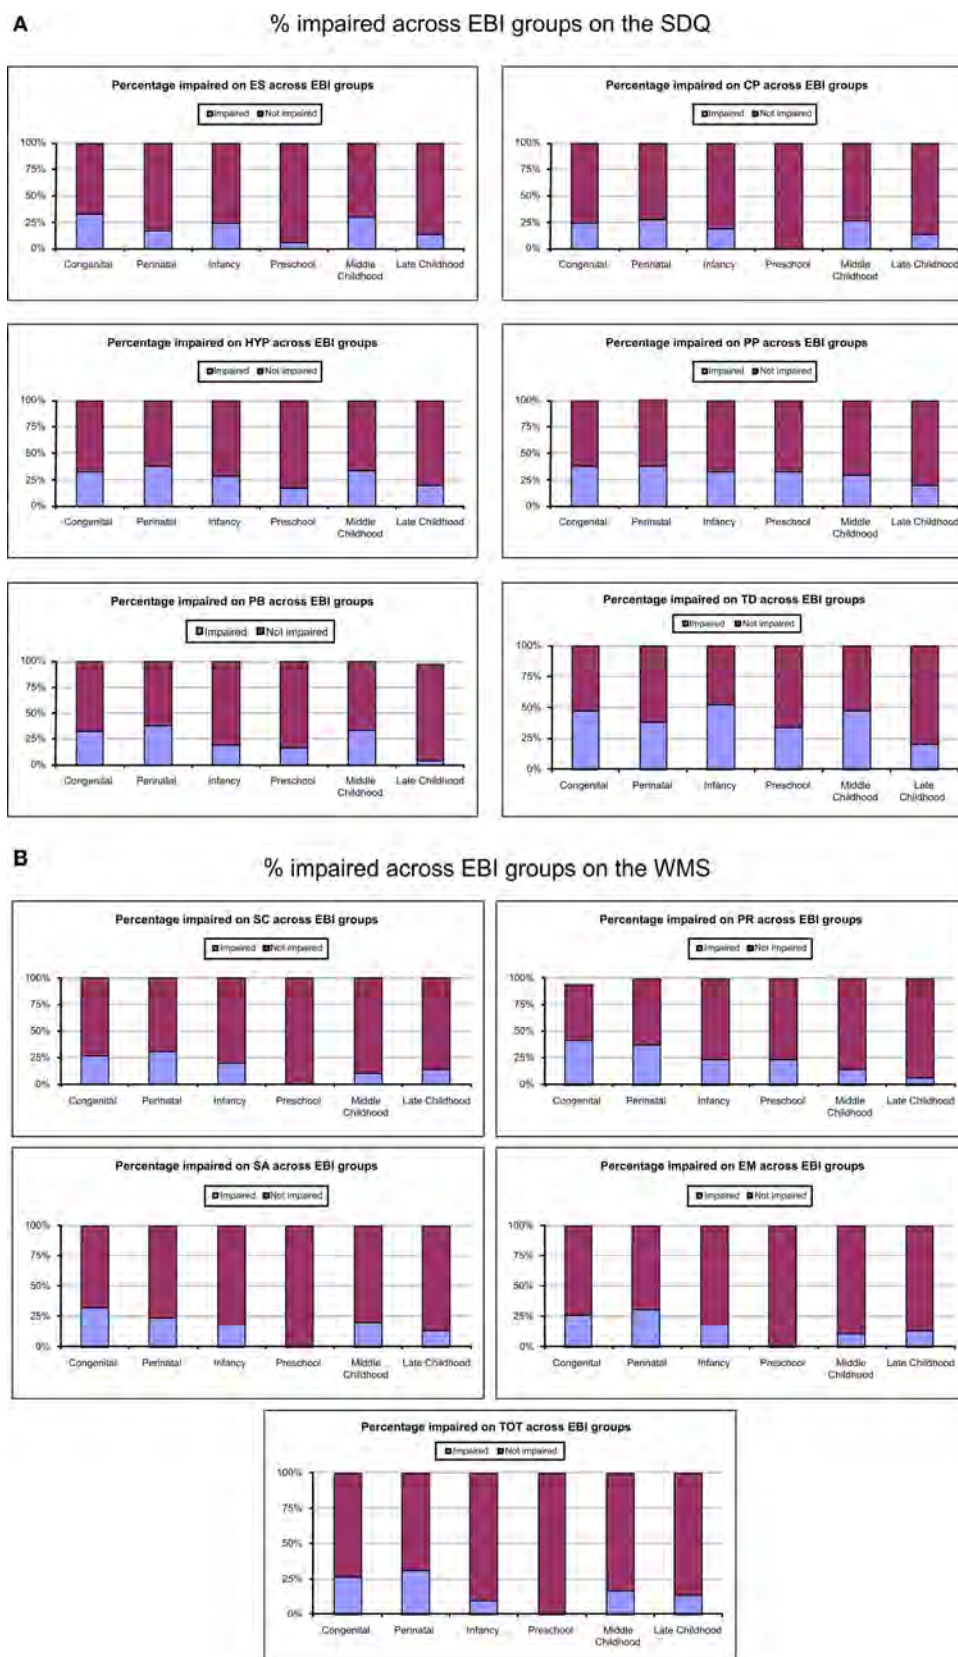 A
% impaired across EBI groups on the SDQ
Percentage impaired on ES across EBI groups
Impaired Not impaired
100%
75%
50%
25%
0%
Congenital Perinatal Infancy Preschool Middle Childhood Late Childhood
Percentage impaired on CP across EBI groups
Impaired Not impaired
100%
75%
50%
25%
0%
Congenital Perinatal Infancy Preschool Middle Childhood Late Childhood
Percentage impaired on HYP across EBI groups
Impaired Not impaired
100%
75%
50%
25%
0%
Congenital Perinatal Infancy Preschool Middle Childhood Late Childhood
Percentage impaired on PP across EBI groups
Impaired Not impaired
100%
75%
50%
25%
0%
Congenital Perinatal Infancy Preschool Middle Childhood Late Childhood
Percentage impaired on PB across EBI groups
Impaired Not impaired
100%
75%
50%
25%
0%
Congenital Perinatal Infancy Preschool Middle Childhood Late Childhood
Percentage impaired on TD across EBI groups
Impaired Not impaired
100%
75%
50%
25%
0%
Congenital Perinatal Infancy Preschool Middle Childhood Late Childhood
B
% impaired across EBI groups on the WMS
Percentage impaired on SC across EBI groups
Impaired Not impaired
100%
75%
50%
25%
0%
Congenital Perinatal Infancy Preschool Middle Childhood Late Childhood
Percentage impaired on PR across EBI groups
Impaired Not impaired
100%
75%
50%
25%
0%
Congenital Perinatal Infancy Preschool Middle Childhood Late Childhood
Percentage impaired on SA across EBI groups
Impaired Not impaired
100%
75%
50%
25%
0%
Congenital Perinatal Infancy Preschool Middle Childhood Late Childhood
Percentage impaired on EM across EBI groups
Impaired Not impaired
100%
75%
50%
25%
0%
Congenital Perinatal Infancy Preschool Middle Childhood Late Childhood
Percentage impaired on TOT across EBI groups
Impaired Not impaired
100%
75%
50%
25%
0%
Congenital Perinatal Infancy Preschool Middle Childhood Late Childhood